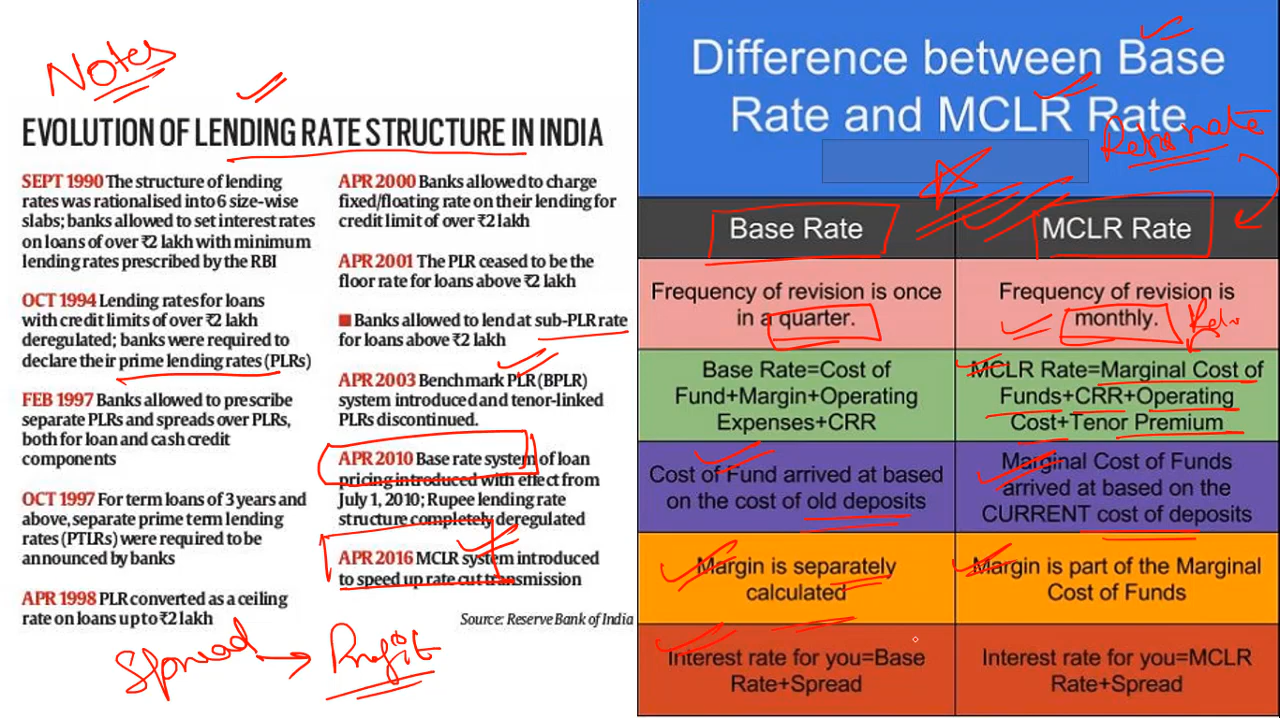 Notes
EVOLUTION OF LENDING RATE STRUCTURE IN INDIA
SEPT 1990 The structure of lending
rates was rationalised into 6 size-wise
slabs; banks allowed to set interest rates
on loans of over ₹2 lakh with minimum
lending rates prescribed by the RBI
OCT 1994 Lending rates for loans
with credit limits of over ₹2 lakh
deregulated; banks were required to
declare their prime lending rates (PLRs)
FEB 1997 Banks allowed to prescribe
separate PLRs and spreads over PLRs,
both for loan and cash credit
components
OCT 1997 For term loans of 3 years and
above, separate prime term lending
rates (PTLRs) were required to be
announced by banks
APR 1998 PLR converted as a ceiling
rate on loans up to ₹2 lakh
APR 2000 Banks allowed to charge
fixed/floating rate on their lending for
credit limit of over ₹2 lakh
APR 2001 The PLR ceased to be the
floor rate for loans above ₹2 lakh
Banks allowed to lend at sub-PLR rate
for loans above ₹2 lakh
APR 2003 Benchmark PLR (BPLR)
system introduced and tenor-linked
PLRs discontinued.
APR 2010 Base rate system of loan
pricing introduced with effect from
July 1, 2010; Rupee lending rate
structure completely deregulated
APR 2016 MCLR system introduced
to speed up rate cut transmission
Source: Reserve Bank of India
Spread → Profit
Difference between Base
Rate and MCLR Rate
Repo rate
Base Rate
MCLR Rate
Frequency of revision is once
in a quarter.
Frequency of revision is
monthly.
Base Rate=Cost of
Fund+Margin+Operating
Expenses+CRR
MCLR Rate=Marginal Cost of
Funds+CRR+Operating
Cost+Tenor Premium
Cost of Fund arrived at based
on the cost of old deposits
Marginal Cost of Funds
arrived at based on the
CURRENT cost of deposits
Margin is separately
calculated
Margin is part of the Marginal
Cost of Funds
Interest rate for you=Base
Rate+Spread
Interest rate for you=MCLR
Rate+Spread